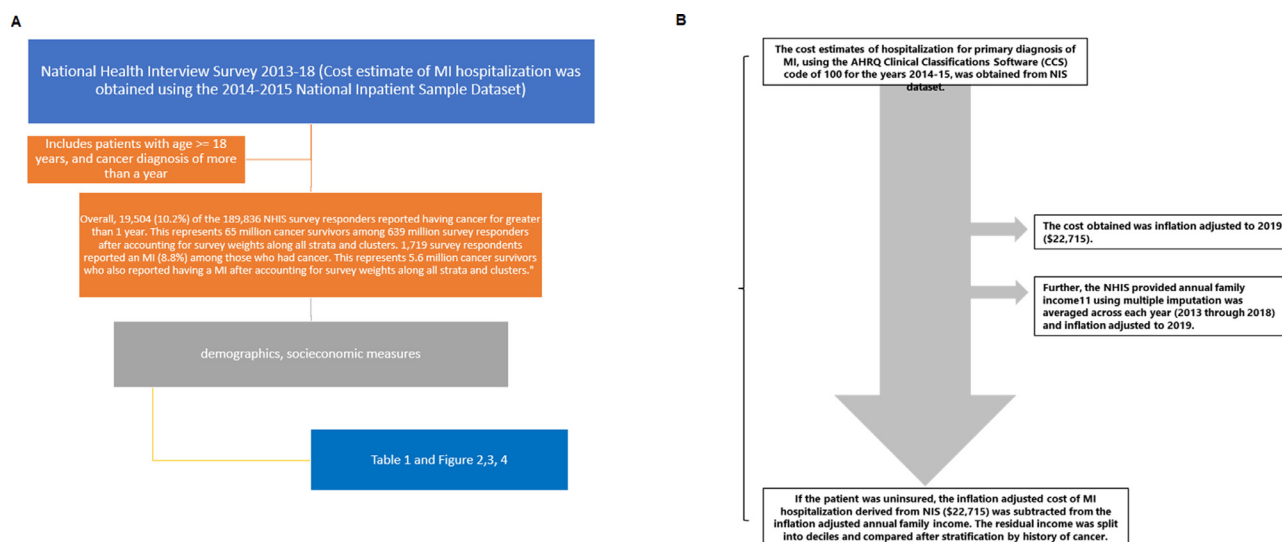 A
National Health Interview Survey 2013-18 (Cost estimate of MI hospitalization was
obtained using the 2014-2015 National Inpatient Sample Dataset)
Includes patients with age >= 18
years, and cancer diagnosis of more
than a year
Overall, 19,504 (10.2%) of the 189,836 NHIS survey responders reported having cancer for greater
than 1 year. This represents 65 million cancer survivors among 639 million survey responders
after accounting for survey weights along all strata and clusters. 1,719 survey respondents
reported an MI (8.8%) among those who had cancer. This represents 5.6 million cancer survivors
who also reported having a MI after accounting for survey weights along all strata and clusters."
demographics, socieconomic measures
Table 1 and Figure 2,3, 4
B
The cost estimates of hospitalization for primary diagnosis of
MI, using the AHRQ Clinical Classifications Software (CCS)
code of 100 for the years 2014-15, was obtained from NIS
dataset.
The cost obtained was inflation adjusted to 2019
($22,715).
Further, the NHIS provided annual family
income11 using multiple imputation was
averaged across each year (2013 through 2018)
and inflation adjusted to 2019.
If the patient was uninsured, the inflation adjusted cost of MI
hospitalization derived from NIS ($22,715) was subtracted from the
inflation adjusted annual family income. The residual income was split
into deciles and compared after stratification by history of cancer.